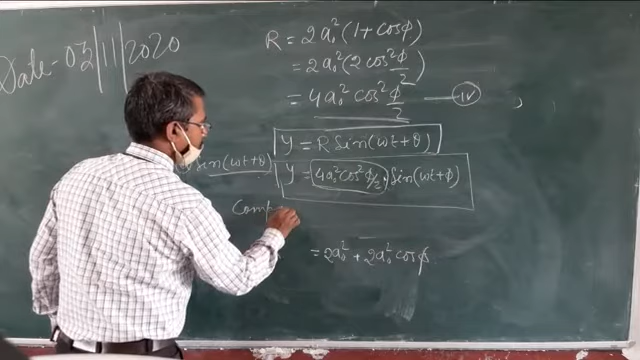 Date - 03/11/2020
R = 2a₀²(1+cosϕ)
= 2a₀²(2cos²ϕ/2)
= 4a₀²cos²ϕ/2 — (iv)
y = R Sin(ωt+θ)
Sin(ωt+θ)
y = 4a₀²cos²ϕ/2 · Sin(ωt+ϕ)
Comp
= 2a₀² + 2a₀² cosϕ